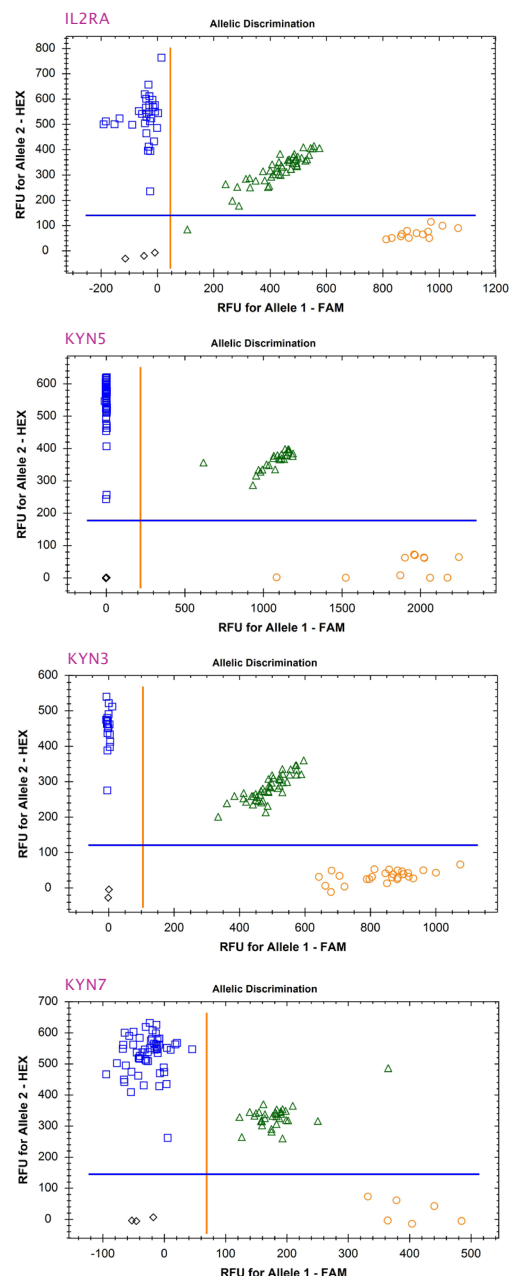 IL2RA
Allelic Discrimination
RFU for Allele 2 - HEX
800
700
600
500
400
300
200
100
0
-200 0 200 400 600 800 1000 1200
RFU for Allele 1 - FAM
KYN5
Allelic Discrimination
RFU for Allele 2 - HEX
600
500
400
300
200
100
0
0 500 1000 1500 2000
RFU for Allele 1 - FAM
KYN3
Allelic Discrimination
RFU for Allele 2 - HEX
600
500
400
300
200
100
0
0 200 400 600 800 1000
RFU for Allele 1 - FAM
KYN7
Allelic Discrimination
RFU for Allele 2 - HEX
700
600
500
400
300
200
100
0
-100 0 100 200 300 400 500
RFU for Allele 1 - FAM